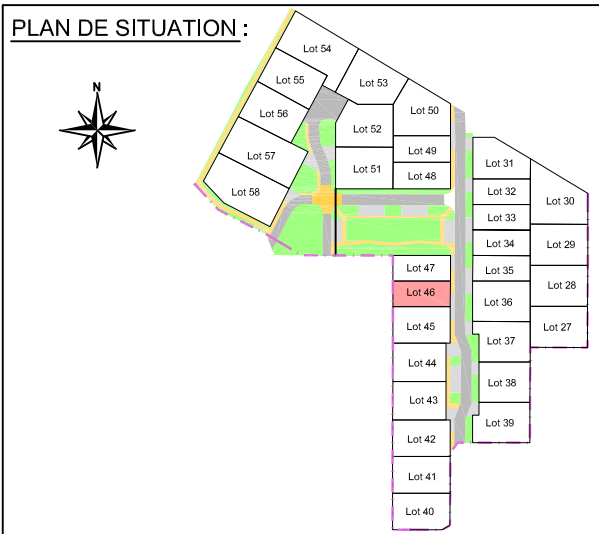 PLAN DE SITUATION :
N
Lot 54
Lot 55
Lot 53
Lot 56
Lot 50
Lot 52
Lot 57
Lot 49
Lot 51
Lot 48
Lot 58
Lot 31
Lot 32
Lot 30
Lot 33
Lot 34
Lot 29
Lot 47
Lot 35
Lot 46
Lot 28
Lot 36
Lot 45
Lot 27
Lot 37
Lot 44
Lot 38
Lot 43
Lot 39
Lot 42
Lot 41
Lot 40